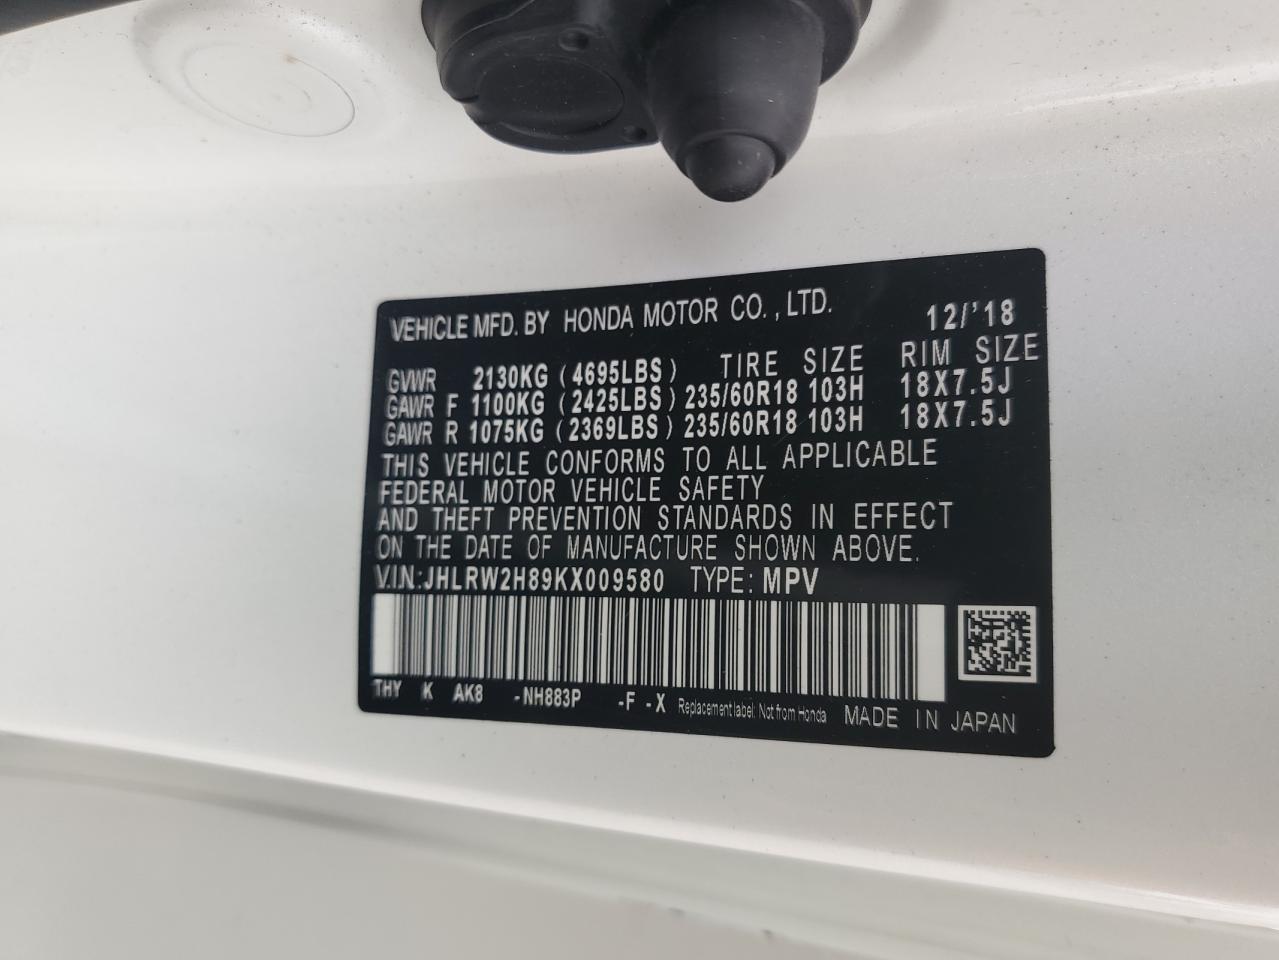 VEHICLE MFD. BY HONDA MOTOR CO., LTD. 12/'18
GVWR 2130KG (4695LBS) TIRE SIZE RIM SIZE
GAWR F 1100KG (2425LBS) 235/60R18 103H 18X7.5J
GAWR R 1075KG (2369LBS) 235/60R18 103H 18X7.5J
THIS VEHICLE CONFORMS TO ALL APPLICABLE
FEDERAL MOTOR VEHICLE SAFETY
AND THEFT PREVENTION STANDARDS IN EFFECT
ON THE DATE OF MANUFACTURE SHOWN ABOVE.
V.I.N.:JHLRW2H89KX009580 TYPE: MPV
THY K AK8 -NH883P -F -X Replacement label: Not from Honda MADE IN JAPAN